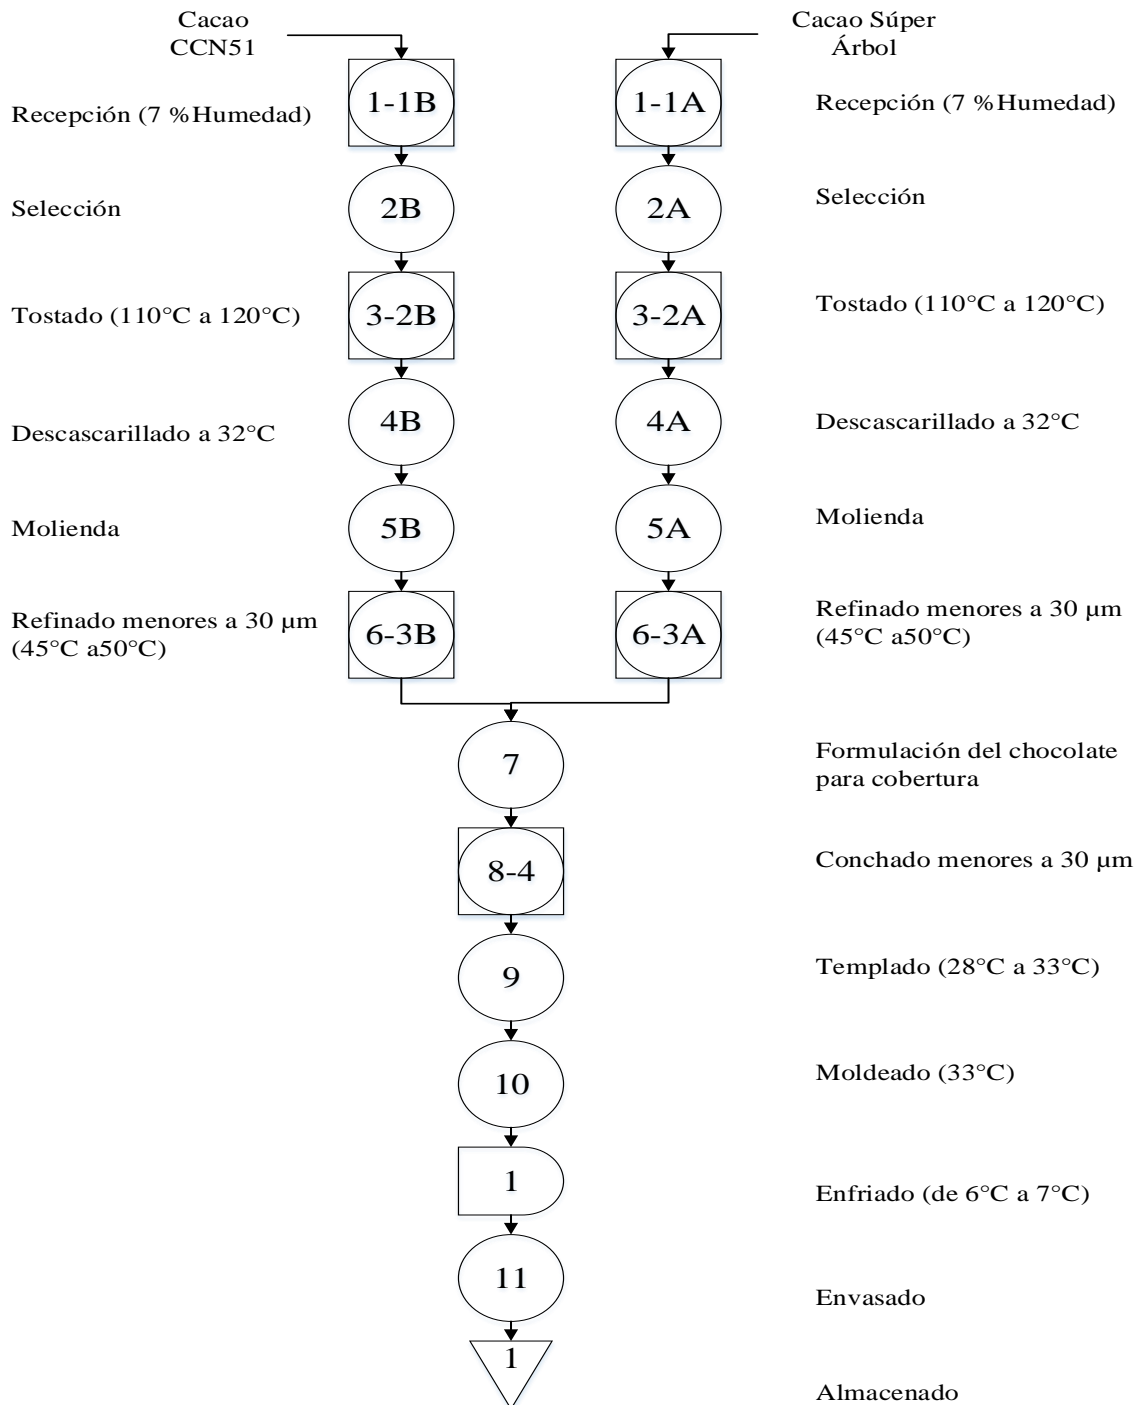 Cacao
CCN51
Cacao Súper
Árbol
Recepción (7 %Humedad)
1-1B
1-1A
Recepción (7 %Humedad)
Selección
2B
2A
Selección
Tostado (110°C a 120°C)
3-2B
3-2A
Tostado (110°C a 120°C)
Descascarillado a 32°C
4B
4A
Descascarillado a 32°C
Molienda
5B
5A
Molienda
Refinado menores a 30 µm
(45°C a50°C)
6-3B
6-3A
Refinado menores a 30 µm
(45°C a50°C)
7
Formulación del chocolate
para cobertura
8-4
Conchado menores a 30 µm
9
Templado (28°C a 33°C)
10
Moldeado (33°C)
1
Enfriado (de 6°C a 7°C)
11
Envasado
1
Almacenado